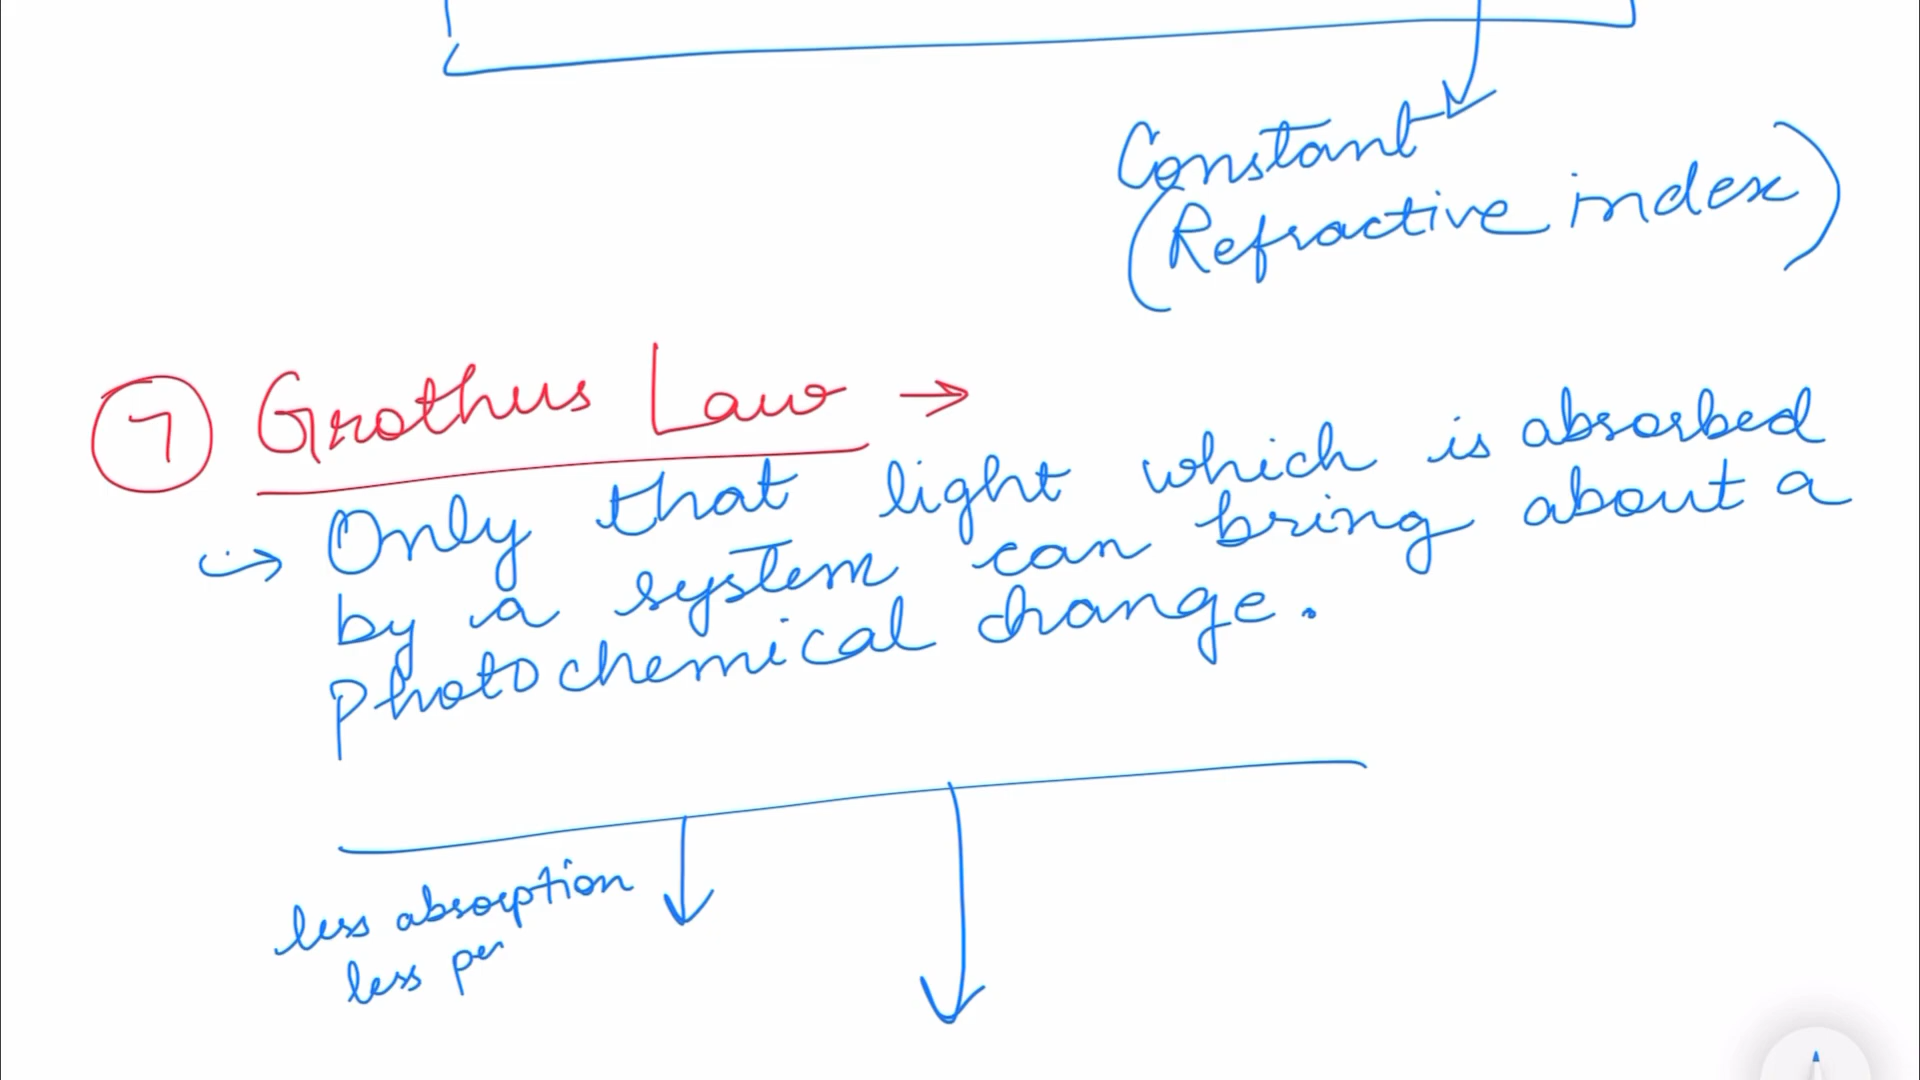 Constant
(Refractive index)
7 Grothus Law →
→ Only that light which is absorbed
by a system can bring about a
photochemical change.
less absorption
less pen